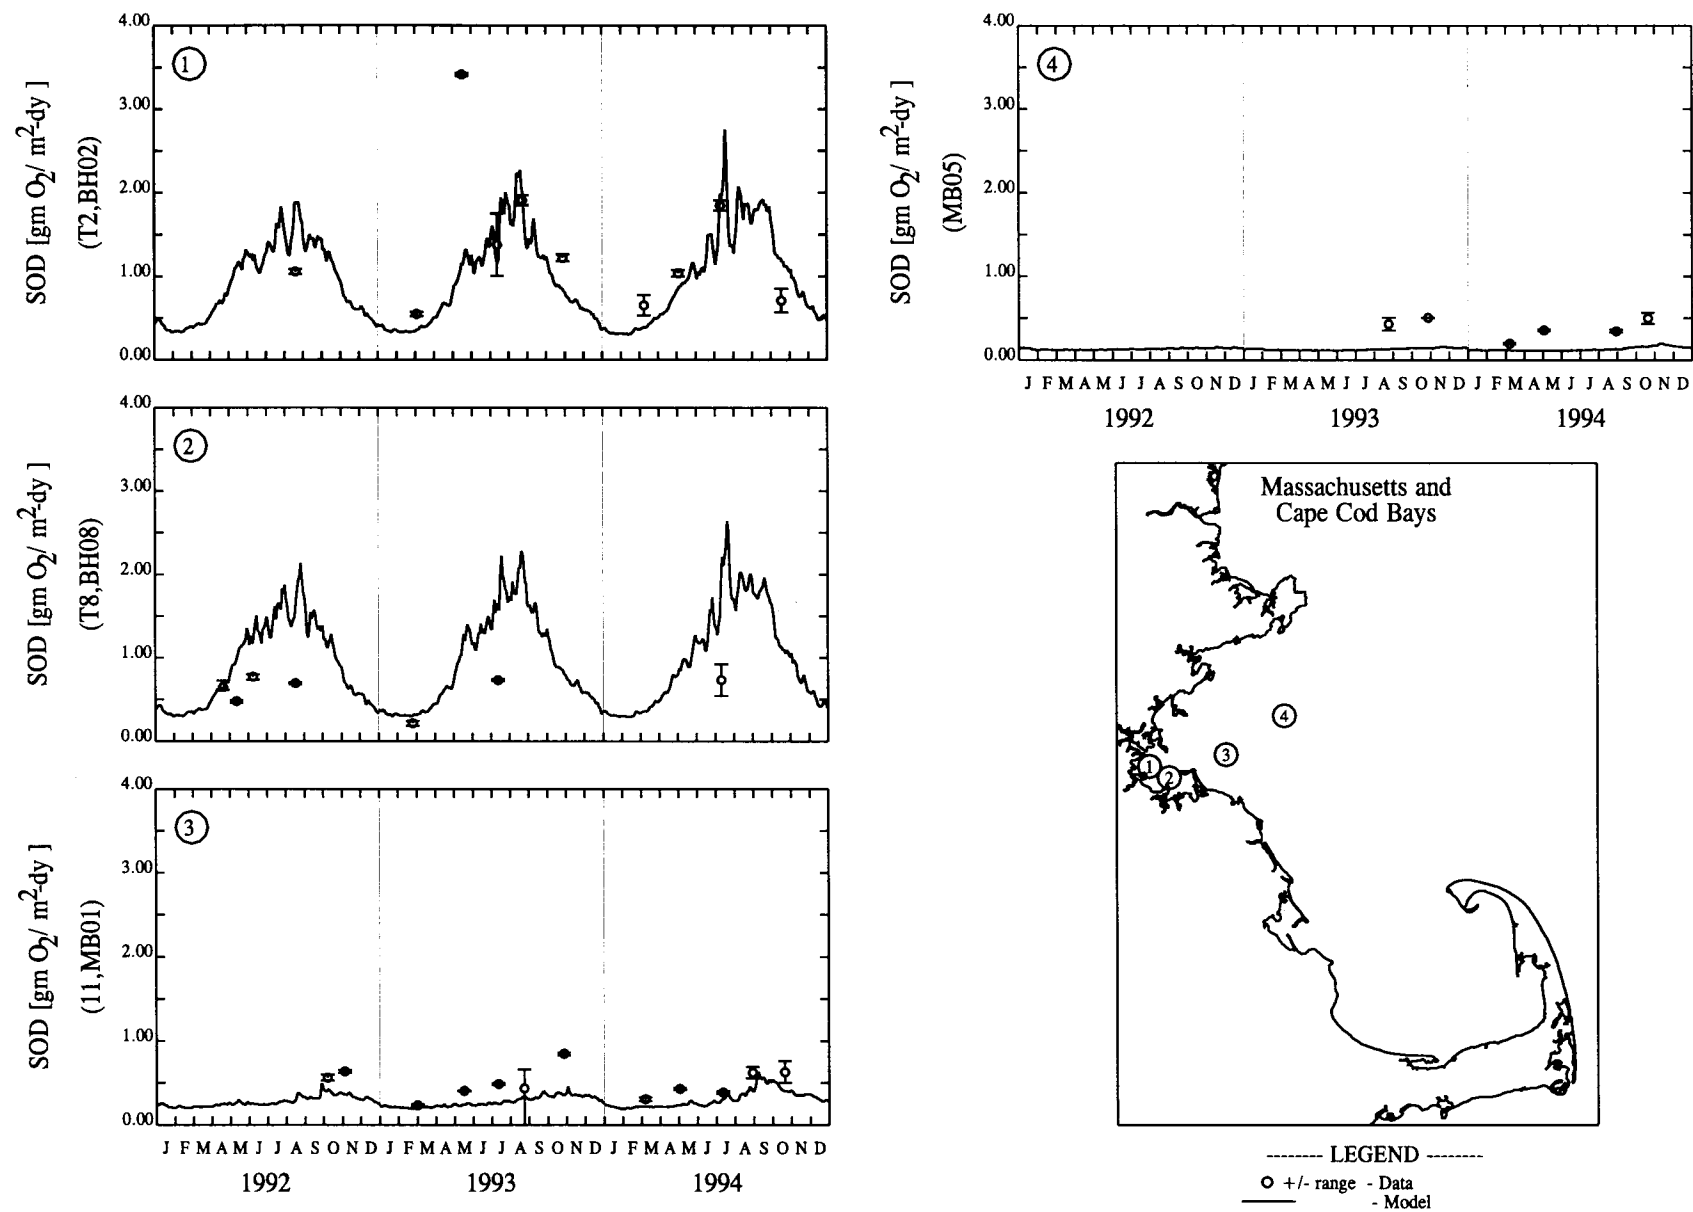 4.00
3.00
2.00
1.00
0.00
SOD [gm O2/ m2-dy ]
(T2,BH02)
1
4.00
3.00
2.00
1.00
0.00
SOD [gm O2/ m2-dy ]
(T8,BH08)
2
4.00
3.00
2.00
1.00
0.00
SOD [gm O2/ m2-dy ]
(11,MB01)
3
J F M A M J J A S O N D J F M A M J J A S O N D J F M A M J J A S O N D
1992 1993 1994
4.00
3.00
2.00
1.00
0.00
SOD [gm O2/ m2-dy ]
(MB05)
4
J F M A M J J A S O N D J F M A M J J A S O N D J F M A M J J A S O N D
1992 1993 1994
Massachusetts and
Cape Cod Bays
4
3
1
2
-------- LEGEND --------
+/- range - Data
- Model